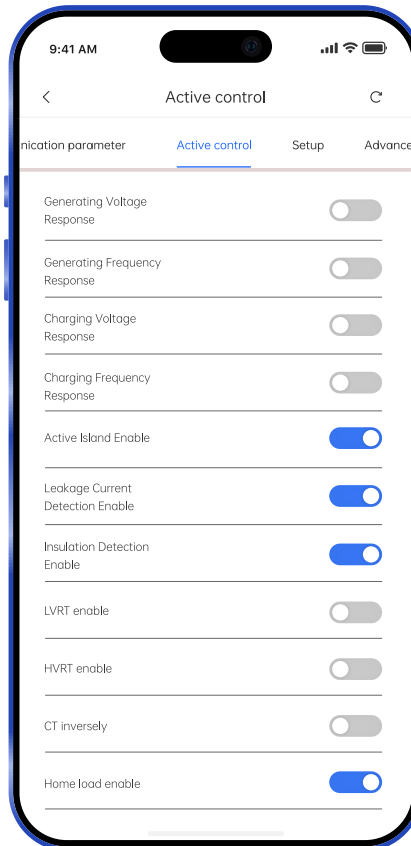 9:41 AM
Active control
nication parameter Active control Setup Advance
Generating Voltage
Response
Generating Frequency
Response
Charging Voltage
Response
Charging Frequency
Response
Active Island Enable
Leakage Current
Detection Enable
Insulation Detection
Enable
LVRT enable
HVRT enable
CT inversely
Home load enable